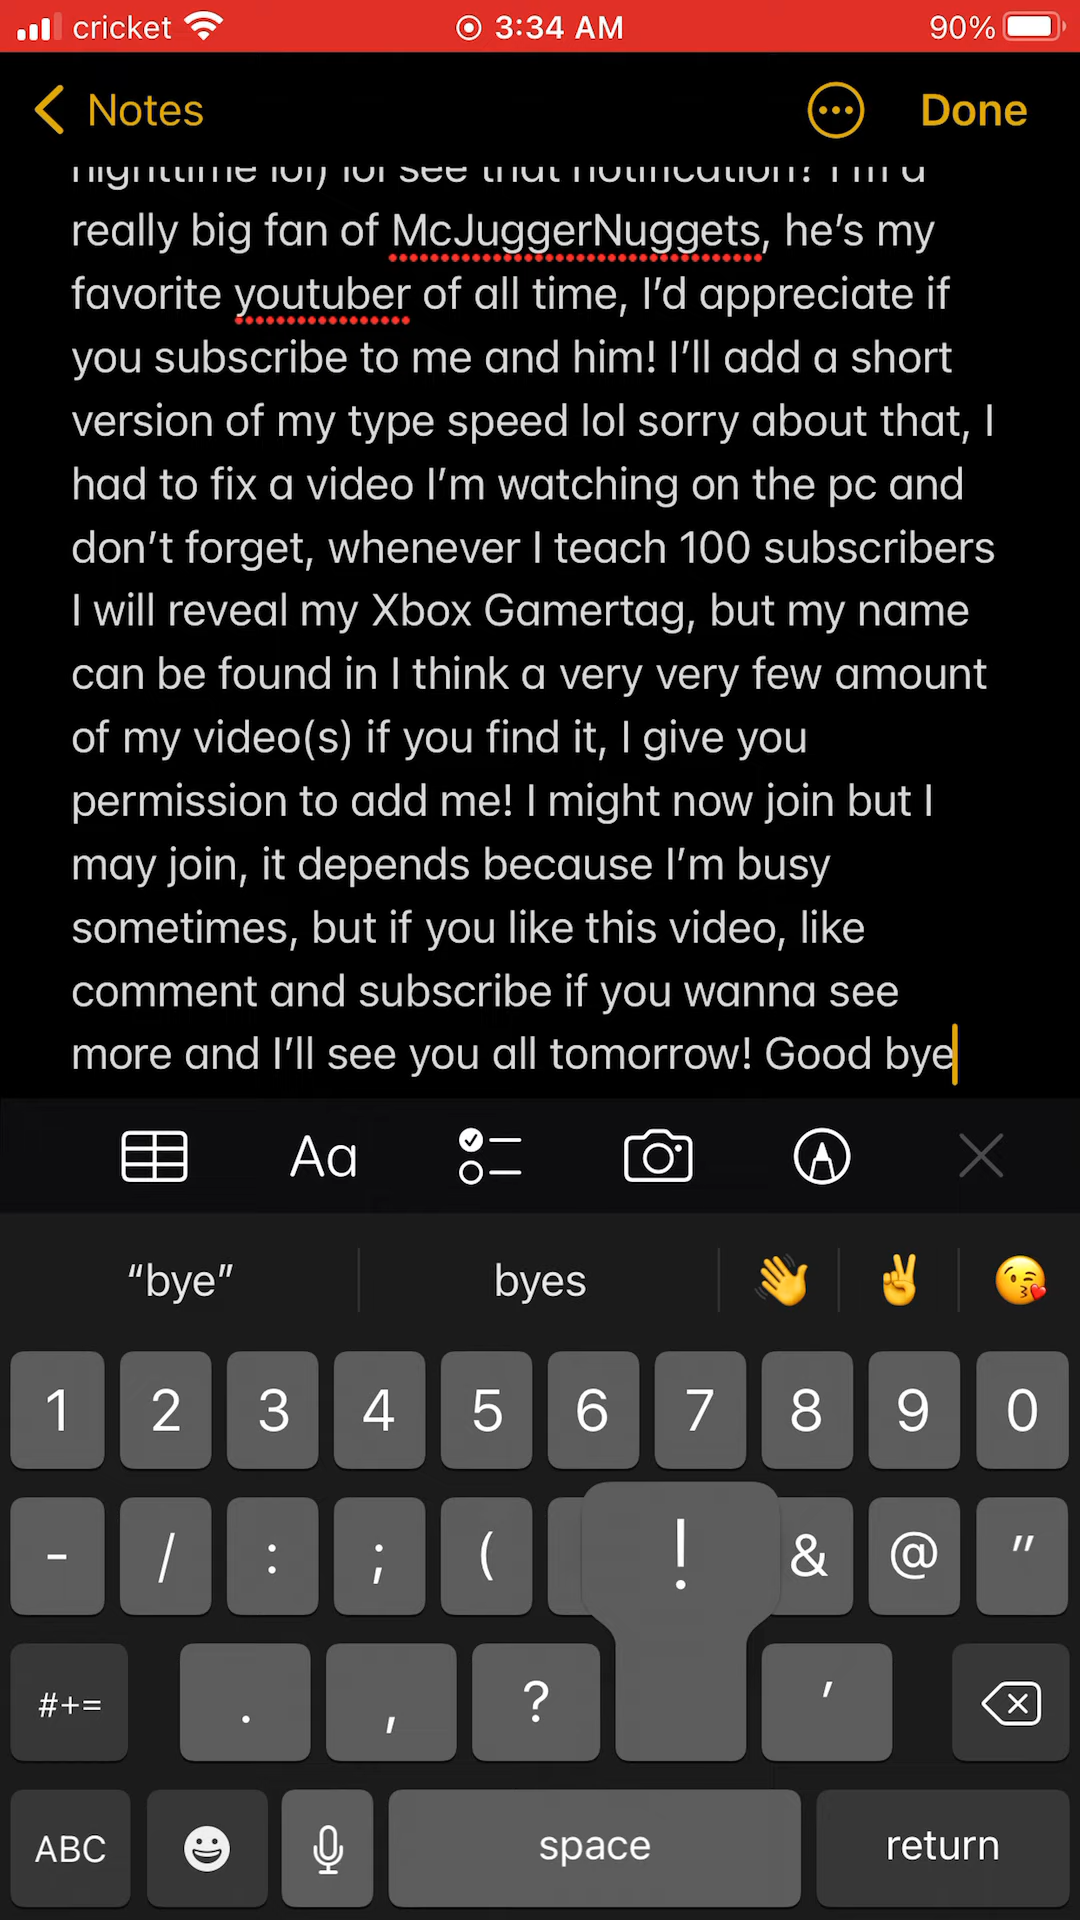 cricket 3:34 AM 90%
Notes Done
nighttime lol) lol see that notification? I'm a
really big fan of McJuggerNuggets, he's my
favorite youtuber of all time, I'd appreciate if
you subscribe to me and him! I'll add a short
version of my type speed lol sorry about that, I
had to fix a video I'm watching on the pc and
don't forget, whenever I teach 100 subscribers
I will reveal my Xbox Gamertag, but my name
can be found in I think a very very few amount
of my video(s) if you find it, I give you
permission to add me! I might now join but I
may join, it depends because I'm busy
sometimes, but if you like this video, like
comment and subscribe if you wanna see
more and I'll see you all tomorrow! Good bye
Aa
“bye” byes 👋 ✌️ 😘
1 2 3 4 5 6 7 8 9 0
- / : ; ( ! & @ "
#+= . , ? '
ABC space return